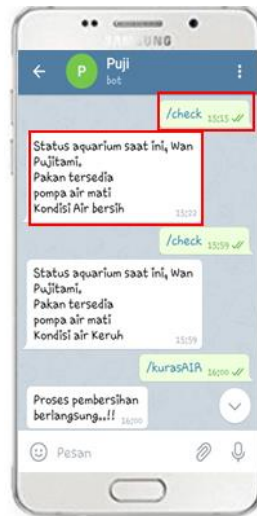 SAMSUNG
P
Puji
bot
/check 15:15
Status aquarium saat ini, Wan
Pujitami,
Pakan tersedia
pompa air mati
Kondisi Air bersih
15:22
/check 15:59
Status aquarium saat ini, Wan
Pujitami,
Pakan tersedia
pompa air mati
Kondisi air Keruh
15:59
/kurasAIR 16:00
Proses pembersihan
berlangsung..!! 16:00
Pesan